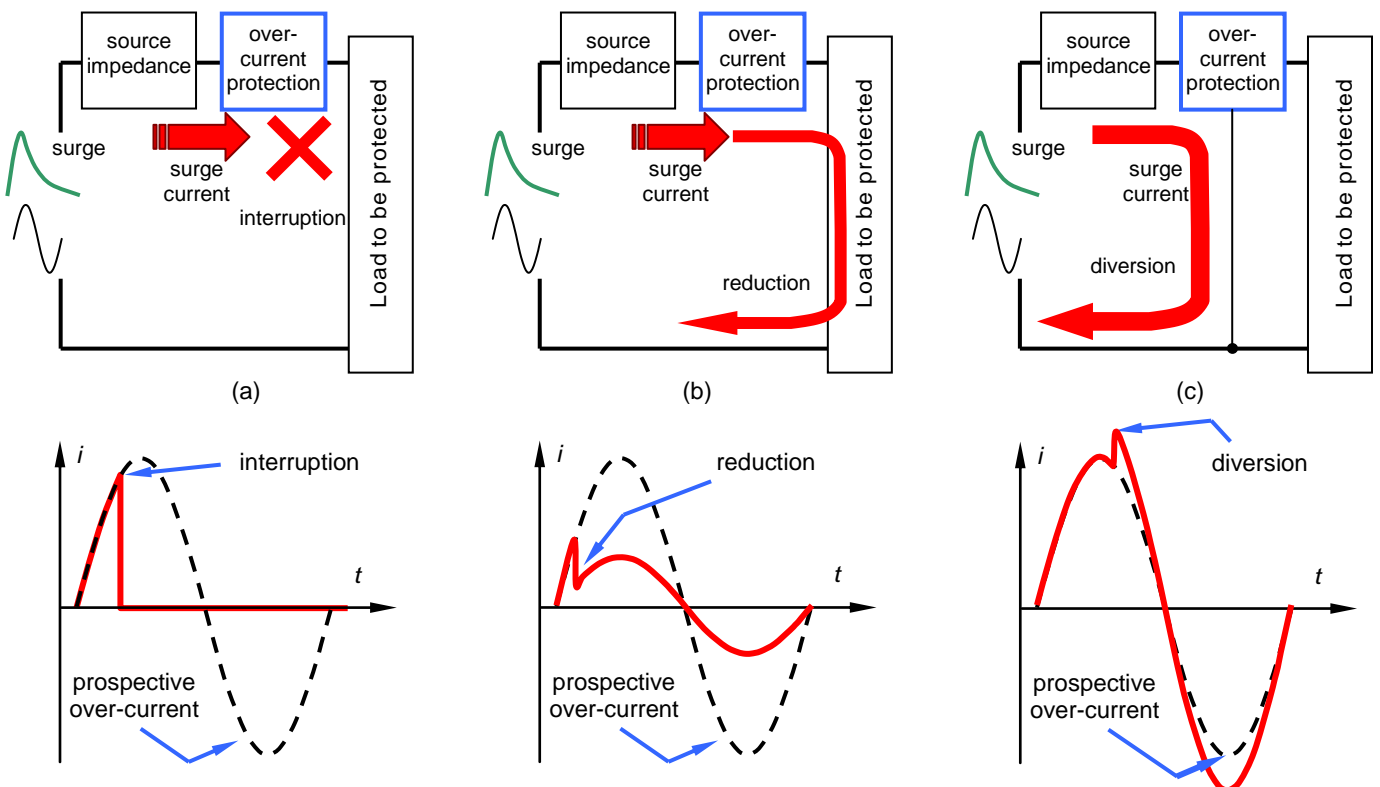 source
impedance
over-
current
protection
Load to be protected
surge
surge
current
interruption
(a)
source
impedance
over-
current
protection
Load to be protected
surge
surge
current
reduction
(b)
source
impedance
over-
current
protection
Load to be protected
surge
surge
current
diversion
(c)
i
interruption
t
prospective
over-current
i
reduction
t
prospective
over-current
i
diversion
t
prospective
over-current